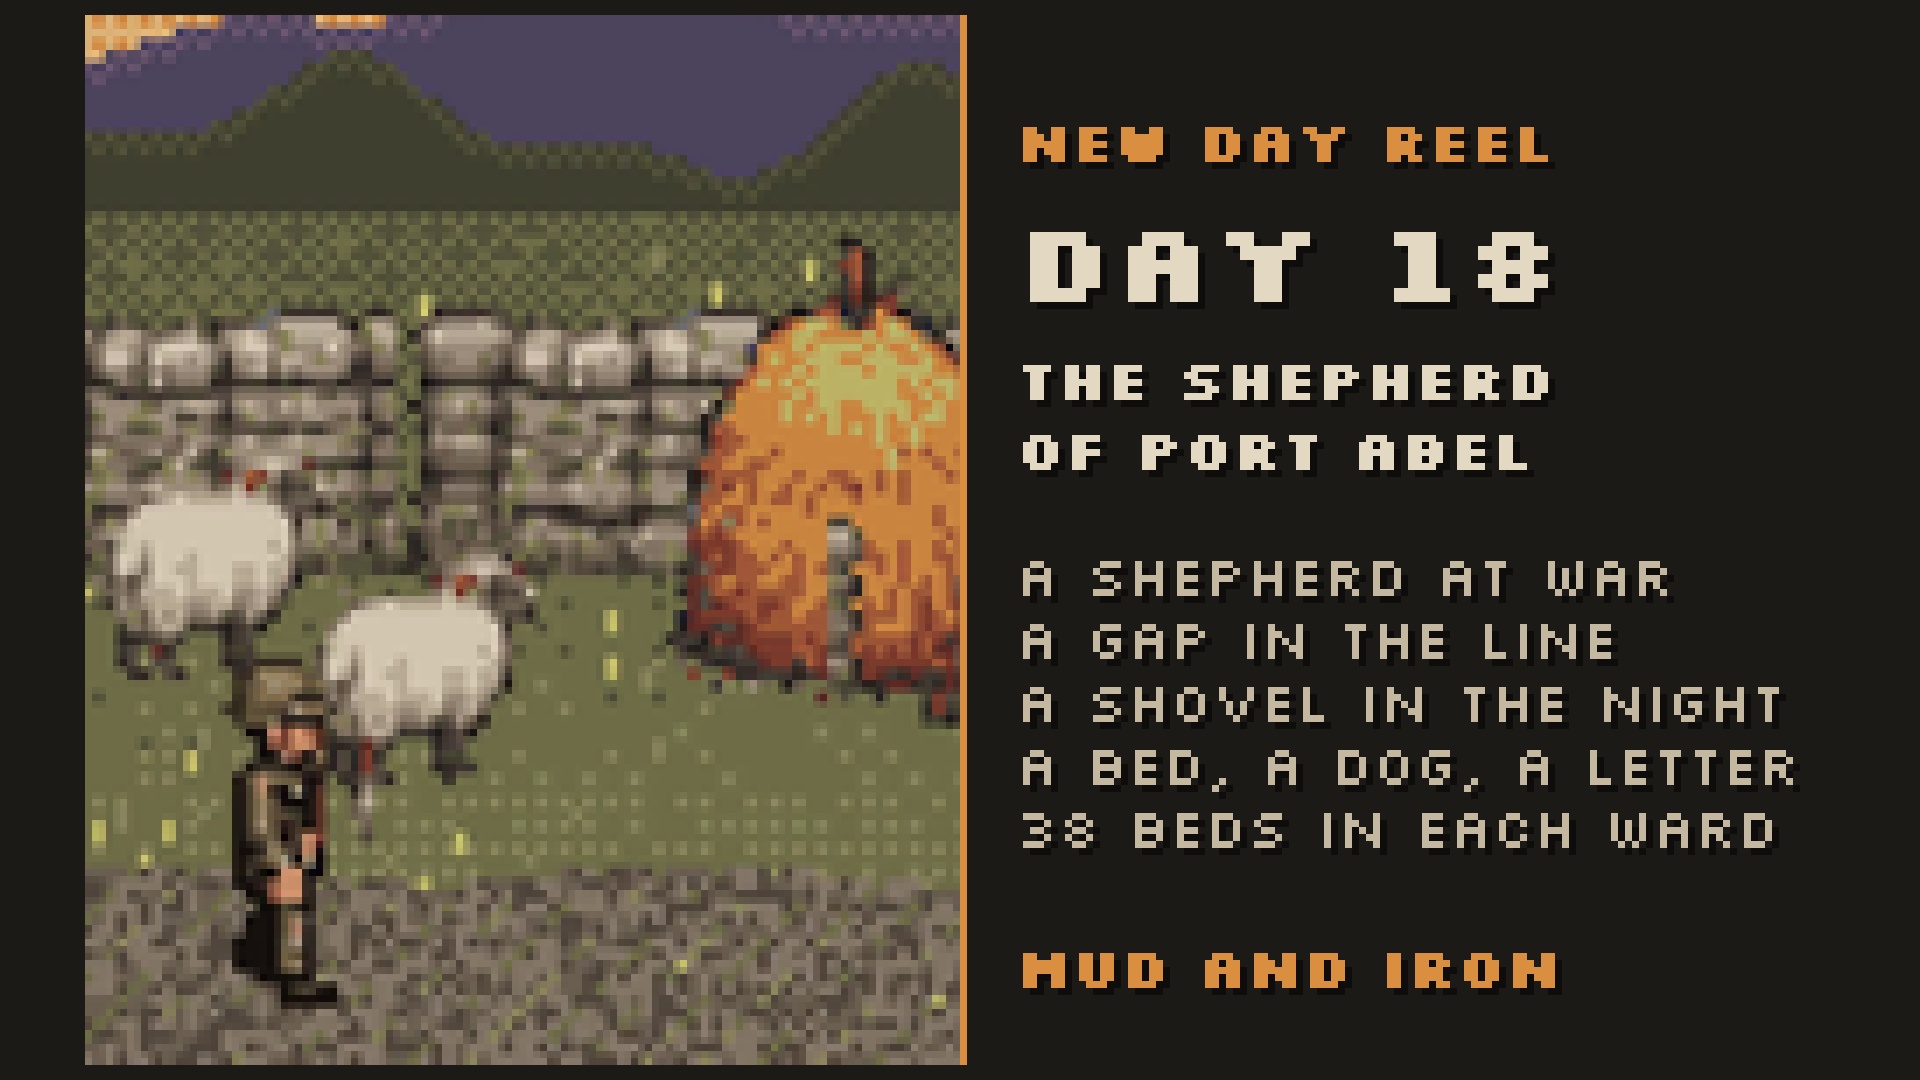 NEW DAY REEL
DAY 18
THE SHEPHERD
OF PORT ABEL
A SHEPHERD AT WAR
A GAP IN THE LINE
A SHOVEL IN THE NIGHT
A BED, A DOG, A LETTER
38 BEDS IN EACH WARD
MUD AND IRON